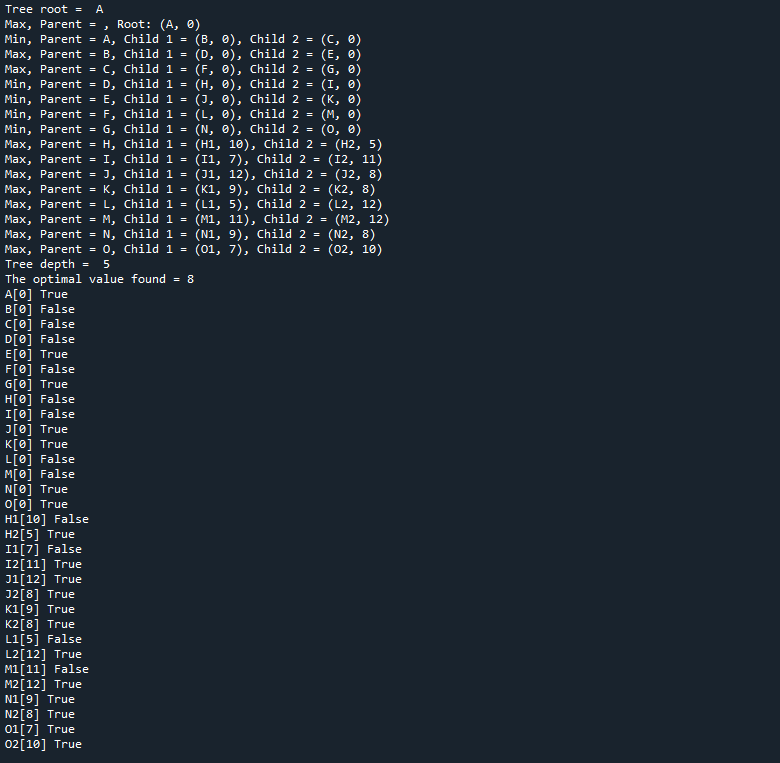 Tree root =  A
Max, Parent = , Root: (A, 0)
Min, Parent = A, Child 1 = (B, 0), Child 2 = (C, 0)
Max, Parent = B, Child 1 = (D, 0), Child 2 = (E, 0)
Max, Parent = C, Child 1 = (F, 0), Child 2 = (G, 0)
Min, Parent = D, Child 1 = (H, 0), Child 2 = (I, 0)
Min, Parent = E, Child 1 = (J, 0), Child 2 = (K, 0)
Min, Parent = F, Child 1 = (L, 0), Child 2 = (M, 0)
Min, Parent = G, Child 1 = (N, 0), Child 2 = (O, 0)
Max, Parent = H, Child 1 = (H1, 10), Child 2 = (H2, 5)
Max, Parent = I, Child 1 = (I1, 7), Child 2 = (I2, 11)
Max, Parent = J, Child 1 = (J1, 12), Child 2 = (J2, 8)
Max, Parent = K, Child 1 = (K1, 9), Child 2 = (K2, 8)
Max, Parent = L, Child 1 = (L1, 5), Child 2 = (L2, 12)
Max, Parent = M, Child 1 = (M1, 11), Child 2 = (M2, 12)
Max, Parent = N, Child 1 = (N1, 9), Child 2 = (N2, 8)
Max, Parent = O, Child 1 = (O1, 7), Child 2 = (O2, 10)
Tree depth =  5
The optimal value found = 8
A[0] True
B[0] False
C[0] False
D[0] False
E[0] True
F[0] False
G[0] True
H[0] False
I[0] False
J[0] True
K[0] True
L[0] False
M[0] False
N[0] True
O[0] True
H1[10] False
H2[5] True
I1[7] False
I2[11] True
J1[12] True
J2[8] True
K1[9] True
K2[8] True
L1[5] False
L2[12] True
M1[11] False
M2[12] True
N1[9] True
N2[8] True
O1[7] True
O2[10] True